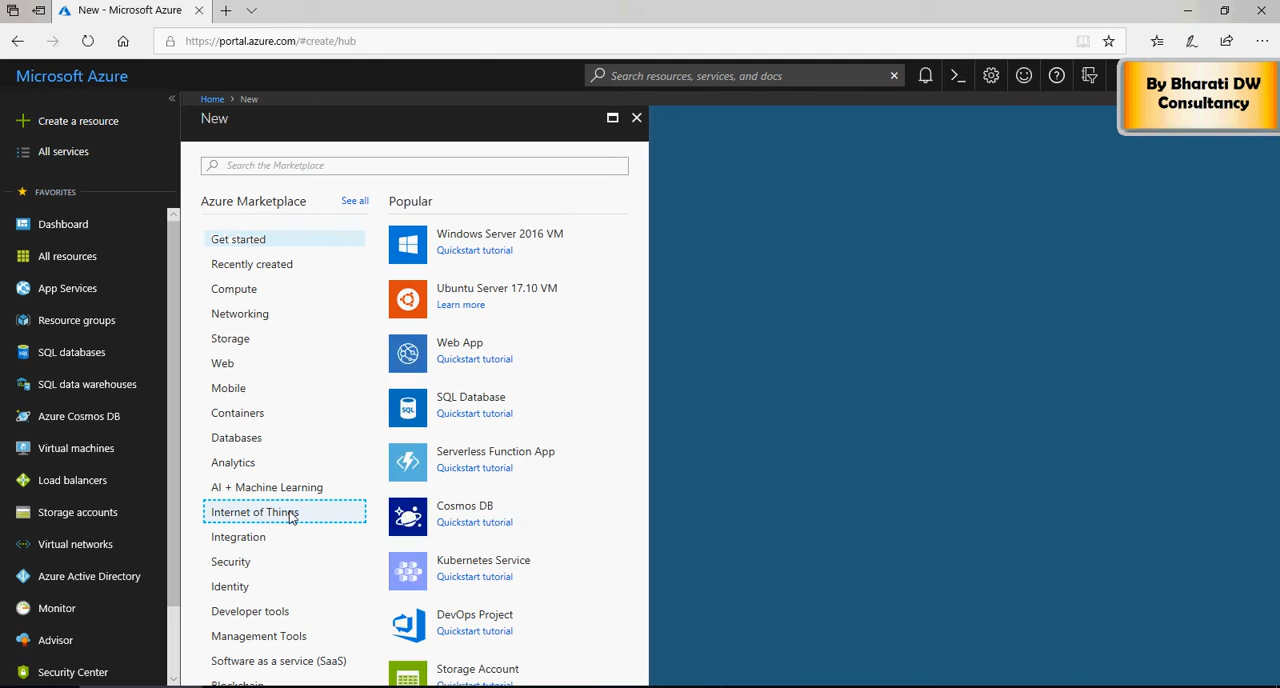 New - Microsoft Azure
https://portal.azure.com/#create/hub
Microsoft Azure
Search resources, services, and docs
By Bharati DW
Consultancy
Create a resource
All services
FAVORITES
Dashboard
All resources
App Services
Resource groups
SQL databases
SQL data warehouses
Azure Cosmos DB
Virtual machines
Load balancers
Storage accounts
Virtual networks
Azure Active Directory
Monitor
Advisor
Security Center
Home > New
New
Search the Marketplace
Azure Marketplace
See all
Get started
Recently created
Compute
Networking
Storage
Web
Mobile
Containers
Databases
Analytics
AI + Machine Learning
Internet of Things
Integration
Security
Identity
Developer tools
Management Tools
Software as a service (SaaS)
Blockchain
Popular
Windows Server 2016 VM
Quickstart tutorial
Ubuntu Server 17.10 VM
Learn more
Web App
Quickstart tutorial
SQL Database
Quickstart tutorial
Serverless Function App
Quickstart tutorial
Cosmos DB
Quickstart tutorial
Kubernetes Service
Quickstart tutorial
DevOps Project
Quickstart tutorial
Storage Account
Quickstart tutorial